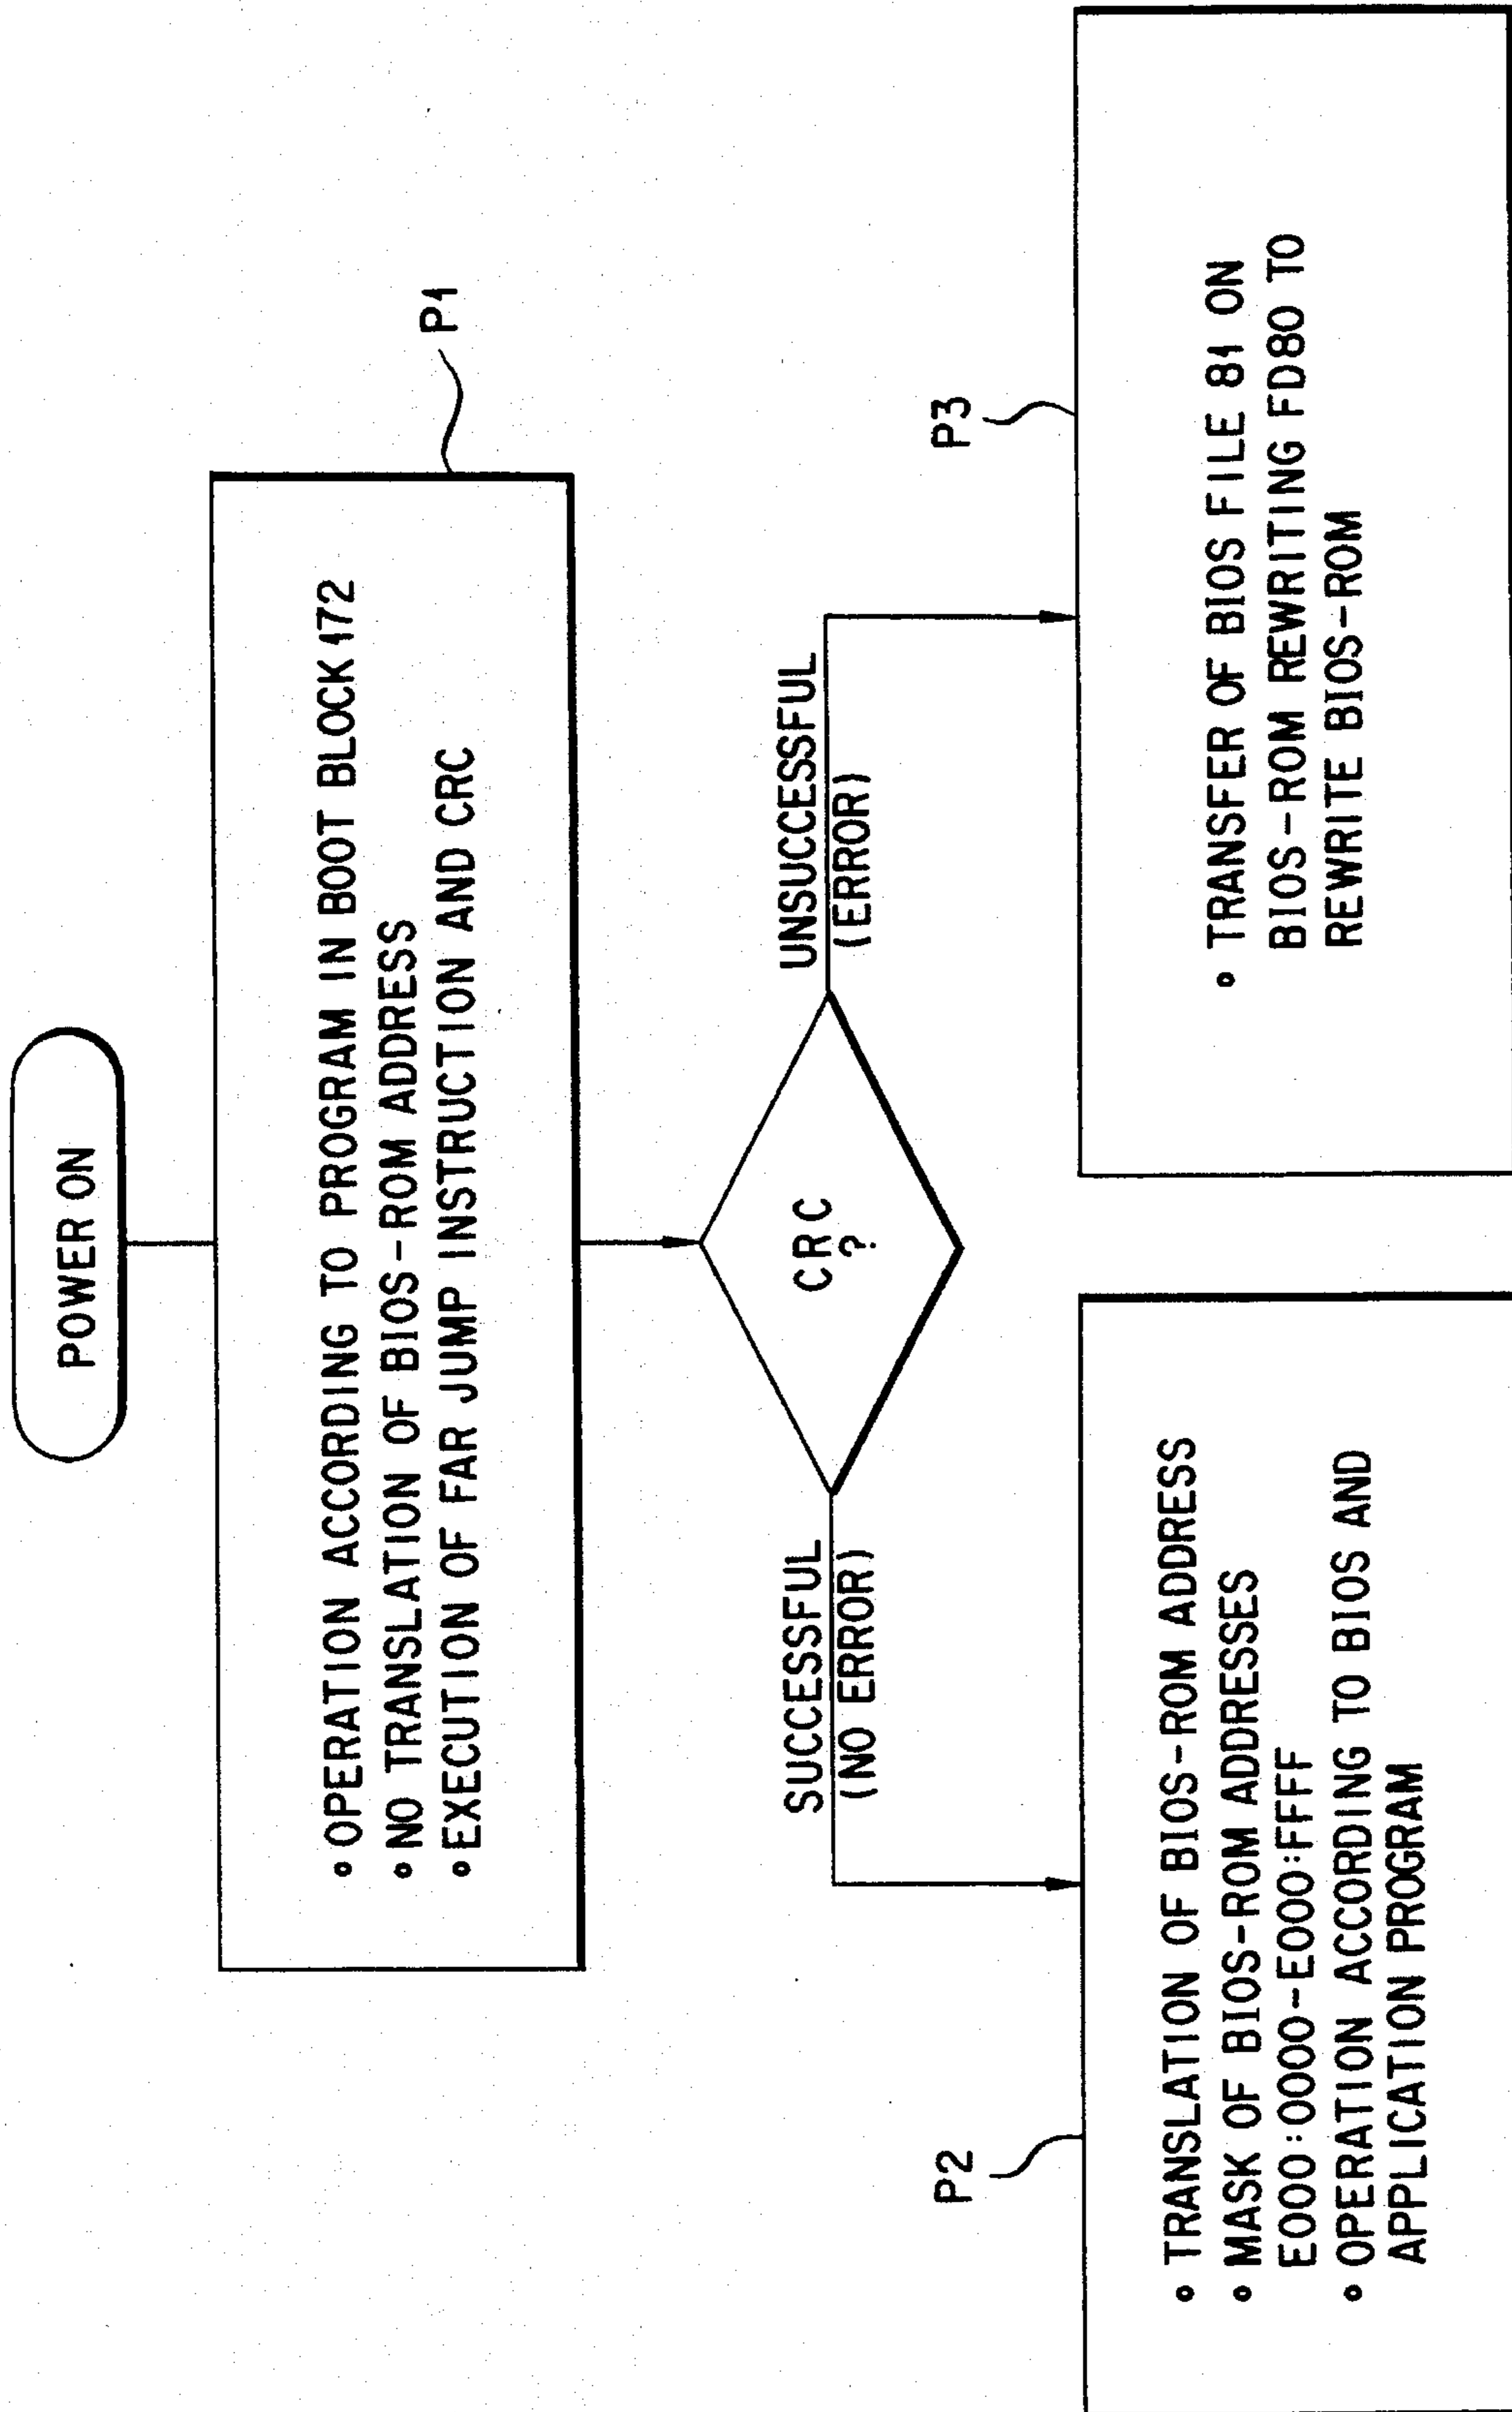 POWER ON
P1
• OPERATION ACCORDING TO PROGRAM IN BOOT BLOCK 172
• NO TRANSLATION OF BIOS-ROM ADDRESS
• EXECUTION OF FAR JUMP INSTRUCTION AND CRC
CRC
?
SUCCESSFUL
(NO ERROR)
UNSUCCESSFUL
(ERROR)
P2
• TRANSLATION OF BIOS-ROM ADDRESS
• MASK OF BIOS-ROM ADDRESSES
E000:0000-E000:FFFF
• OPERATION ACCORDING TO BIOS AND
APPLICATION PROGRAM
P3
• TRANSFER OF BIOS FILE 81 ON
BIOS-ROM REWRITING FD80 TO
REWRITE BIOS-ROM